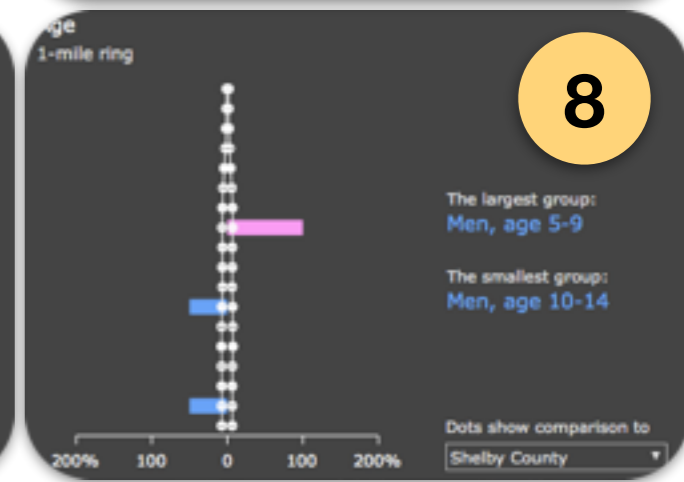 1-mile ring
8
The largest group:
Men, age 5-9
The smallest group:
Men, age 10-14
Dots show comparison to
Shelby County
200% 100 0 100 200%